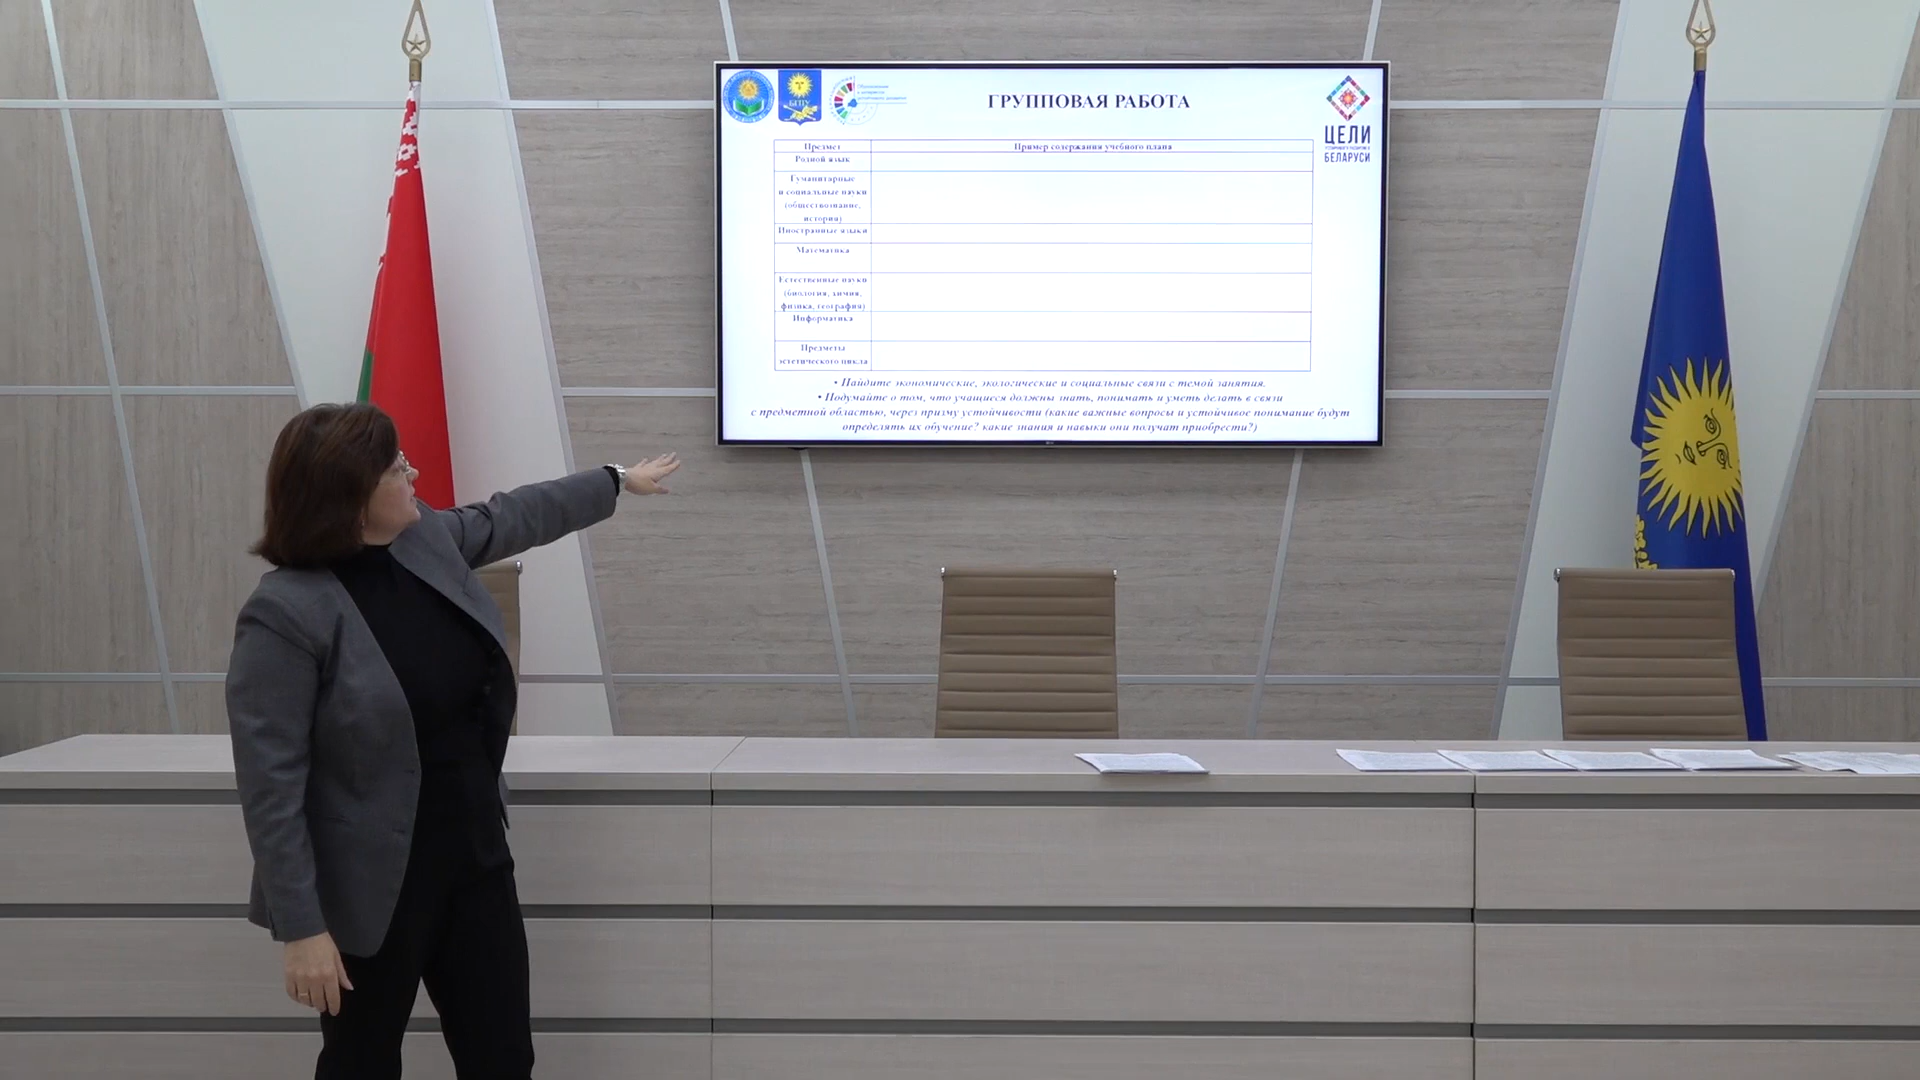 БГПУ
ГРУППОВАЯ РАБОТА
ЦЕЛИ
БЕЛАРУСИ
Предмет
Пример содержания учебного плана
Родной язык
Гуманитарные
и социальные науки
(обществознание,
история)
Иностранные языки
Математика
Естественные науки
(биология, химия,
физика, география)
Информатика
Предметы
эстетического цикла
• Найдите экономические, экологические и социальные связи с темой занятия.
• Подумайте о том, что учащиеся должны знать, понимать и уметь делать в связи
с предметной областью, через призму устойчивости (какие важные вопросы и устойчивое понимание будут
определять их обучение? какие знания и навыки они получат приобрести?)